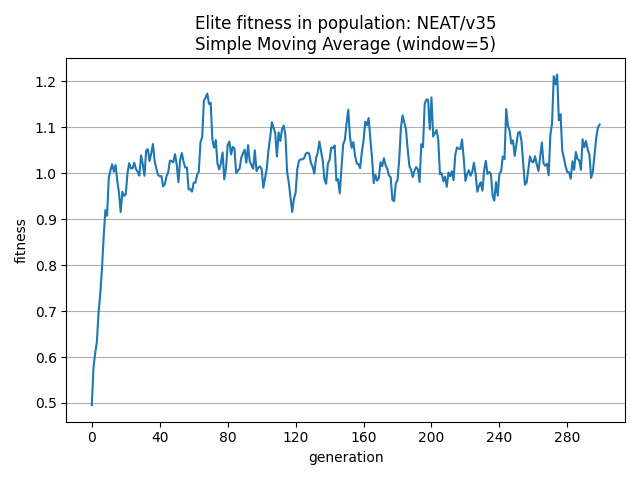 Elite fitness in population: NEAT/v35
Simple Moving Average (window=5)
fitness
1.2
1.1
1.0
0.9
0.8
0.7
0.6
0.5
0 40 80 120 160 200 240 280
generation